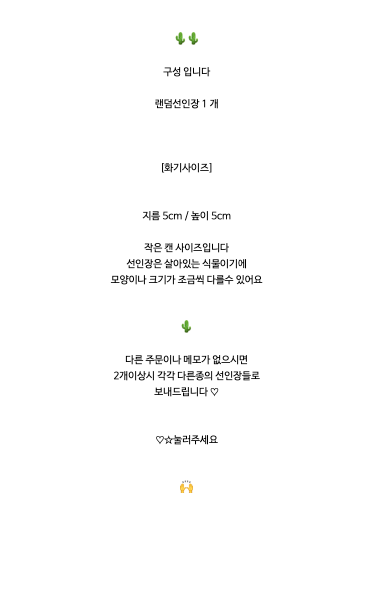 🌵🌵
구성 입니다
랜덤선인장 1 개
[화기사이즈]
지름 5cm / 높이 5cm
작은 캔 사이즈입니다
선인장은 살아있는 식물이기에
모양이나 크기가 조금씩 다를수 있어요
🌵
다른 주문이나 메모가 없으시면
2개이상시 각각 다른종의 선인장들로
보내드립니다 ♡
♡☆눌러주세요
🙌